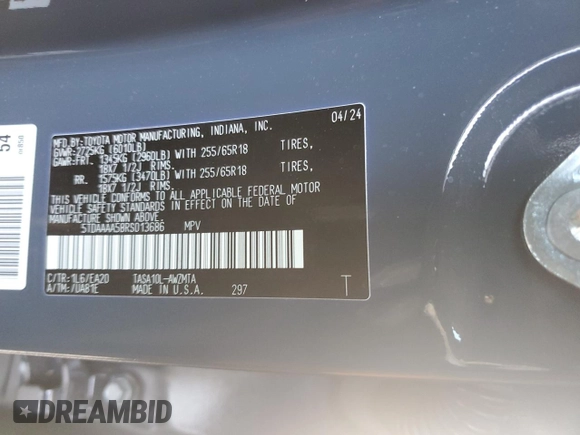 MFD.BY:TOYOTA MOTOR MANUFACTURING, INDIANA, INC. 04/24
GVWR:2725KG (6010LB)
GAWR:FRT. 1345KG (2960LB) WITH 255/65R18 TIRES,
18X7 1/2J RIMS.
RR. 1575KG (3470LB) WITH 255/65R18 TIRES,
18X7 1/2J RIMS.
THIS VEHICLE CONFORMS TO ALL APPLICABLE FEDERAL MOTOR
VEHICLE SAFETY STANDARDS IN EFFECT ON THE DATE OF
MANUFACTURE SHOWN ABOVE.
5TDAAAA58RS013686 MPV
C/TR:1L6/EA20 TASA10L-AWZMTA
A/TM:/UAB1E MADE IN U.S.A. 297 T
54
DREAMBID